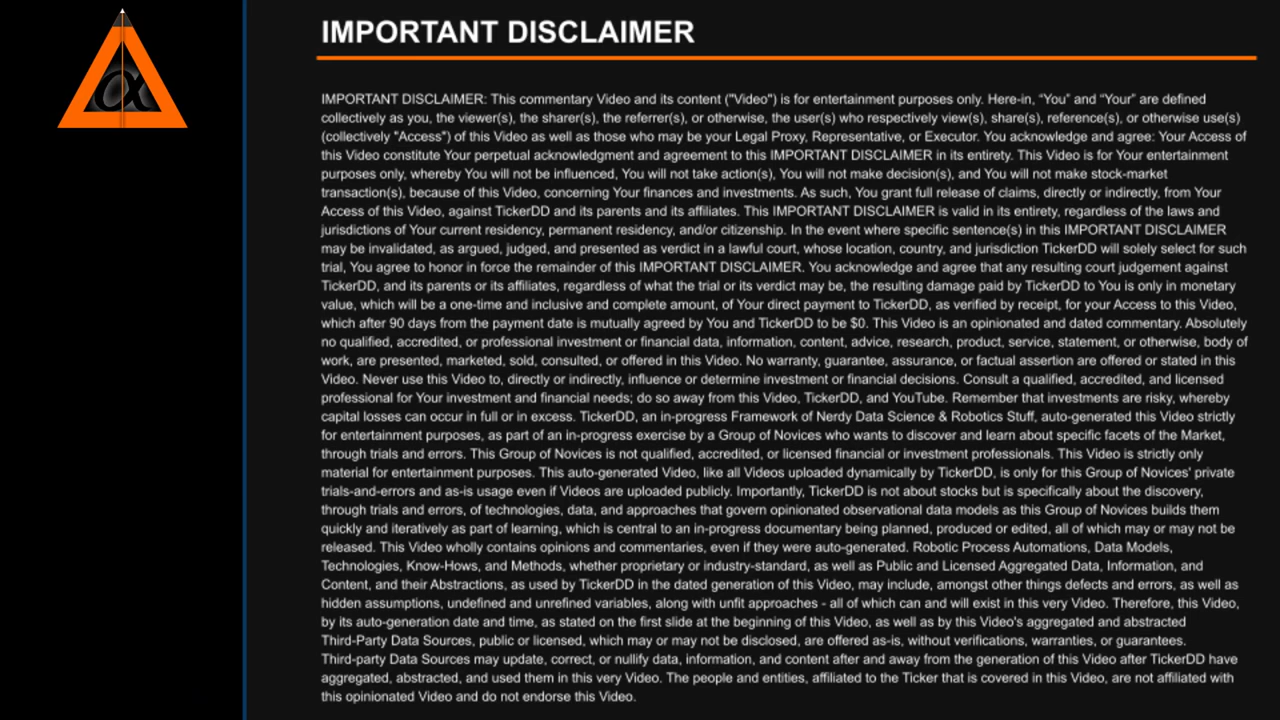 IMPORTANT DISCLAIMER
IMPORTANT DISCLAIMER: This commentary Video and its content ("Video") is for entertainment purposes only. Here-in, “You” and “Your” are defined
collectively as you, the viewer(s), the sharer(s), the referrer(s), or otherwise, the user(s) who respectively view(s), share(s), reference(s), or otherwise use(s)
(collectively "Access") of this Video as well as those who may be your Legal Proxy, Representative, or Executor. You acknowledge and agree: Your Access of
this Video constitute Your perpetual acknowledgment and agreement to this IMPORTANT DISCLAIMER in its entirety. This Video is for Your entertainment
purposes only, whereby You will not be influenced, You will not take action(s), You will not make decision(s), and You will not make stock-market
transaction(s), because of this Video, concerning Your finances and investments. As such, You grant full release of claims, directly or indirectly, from Your
Access of this Video, against TickerDD and its parents and its affiliates. This IMPORTANT DISCLAIMER is valid in its entirety, regardless of the laws and
jurisdictions of Your current residency, permanent residency, and/or citizenship. In the event where specific sentence(s) in this IMPORTANT DISCLAIMER
may be invalidated, as argued, judged, and presented as verdict in a lawful court, whose location, country, and jurisdiction TickerDD will solely select for such
trial, You agree to honor in force the remainder of this IMPORTANT DISCLAIMER. You acknowledge and agree that any resulting court judgement against
TickerDD, and its parents or its affiliates, regardless of what the trial or its verdict may be, the resulting damage paid by TickerDD to You is only in monetary
value, which will be a one-time and inclusive and complete amount, of Your direct payment to TickerDD, as verified by receipt, for your Access to this Video,
which after 90 days from the payment date is mutually agreed by You and TickerDD to be $0. This Video is an opinionated and dated commentary. Absolutely
no qualified, accredited, or professional investment or financial data, information, content, advice, research, product, service, statement, or otherwise, body of
work, are presented, marketed, sold, consulted, or offered in this Video. No warranty, guarantee, assurance, or factual assertion are offered or stated in this
Video. Never use this Video to, directly or indirectly, influence or determine investment or financial decisions. Consult a qualified, accredited, and licensed
professional for Your investment and financial needs; do so away from this Video, TickerDD, and YouTube. Remember that investments are risky, whereby
capital losses can occur in full or in excess. TickerDD, an in-progress Framework of Nerdy Data Science & Robotics Stuff, auto-generated this Video strictly
for entertainment purposes, as part of an in-progress exercise by a Group of Novices who wants to discover and learn about specific facets of the Market,
through trials and errors. This Group of Novices is not qualified, accredited, or licensed financial or investment professionals. This Video is strictly only
material for entertainment purposes. This auto-generated Video, like all Videos uploaded dynamically by TickerDD, is only for this Group of Novices' private
trials-and-errors and as-is usage even if Videos are uploaded publicly. Importantly, TickerDD is not about stocks but is specifically about the discovery,
through trials and errors, of technologies, data, and approaches that govern opinionated observational data models as this Group of Novices builds them
quickly and iteratively as part of learning, which is central to an in-progress documentary being planned, produced or edited, all of which may or may not be
released. This Video wholly contains opinions and commentaries, even if they were auto-generated. Robotic Process Automations, Data Models,
Technologies, Know-Hows, and Methods, whether proprietary or industry-standard, as well as Public and Licensed Aggregated Data, Information, and
Content, and their Abstractions, as used by TickerDD in the dated generation of this Video, may include, amongst other things defects and errors, as well as
hidden assumptions, undefined and unrefined variables, along with unfit approaches - all of which can and will exist in this very Video. Therefore, this Video,
by its auto-generation date and time, as stated on the first slide at the beginning of this Video, as well as by this Video's aggregated and abstracted
Third-Party Data Sources, public or licensed, which may or may not be disclosed, are offered as-is, without verifications, warranties, or guarantees.
Third-party Data Sources may update, correct, or nullify data, information, and content after and away from the generation of this Video after TickerDD have
aggregated, abstracted, and used them in this very Video. The people and entities, affiliated to the Ticker that is covered in this Video, are not affiliated with
this opinionated Video and do not endorse this Video.